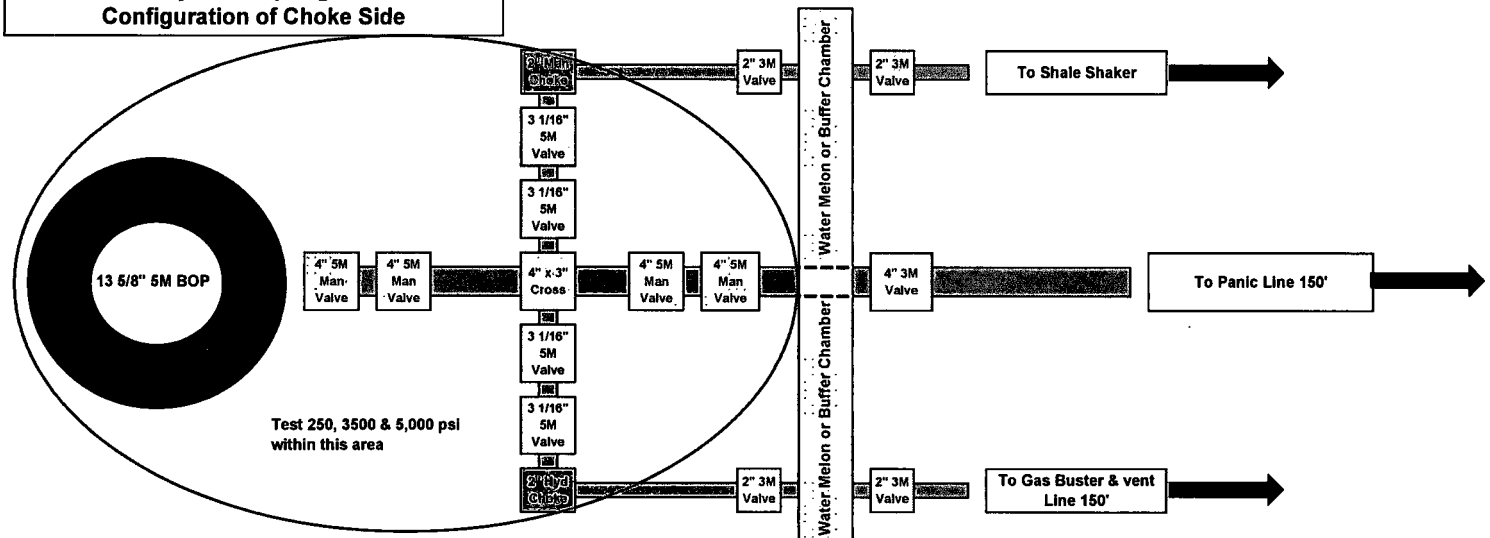 Configuration of Choke Side
2" Man
Choke
2" 3M
Valve
Water Melon or Buffer Chamber
2" 3M
Valve
To Shale Shaker
3 1/16"
5M
Valve
3 1/16"
5M
Valve
13 5/8" 5M BOP
4" 5M
Man
Valve
4" 5M
Man
Valve
4" x 3"
Cross
4" 5M
Man
Valve
4" 5M
Man
Valve
4" 3M
Valve
To Panic Line 150'
3 1/16"
5M
Valve
3 1/16"
5M
Valve
Water Melon or Buffer Chamber
Test 250, 3500 & 5,000 psi
within this area
2" Hyd
Choke
2" 3M
Valve
2" 3M
Valve
To Gas Buster & vent
Line 150'